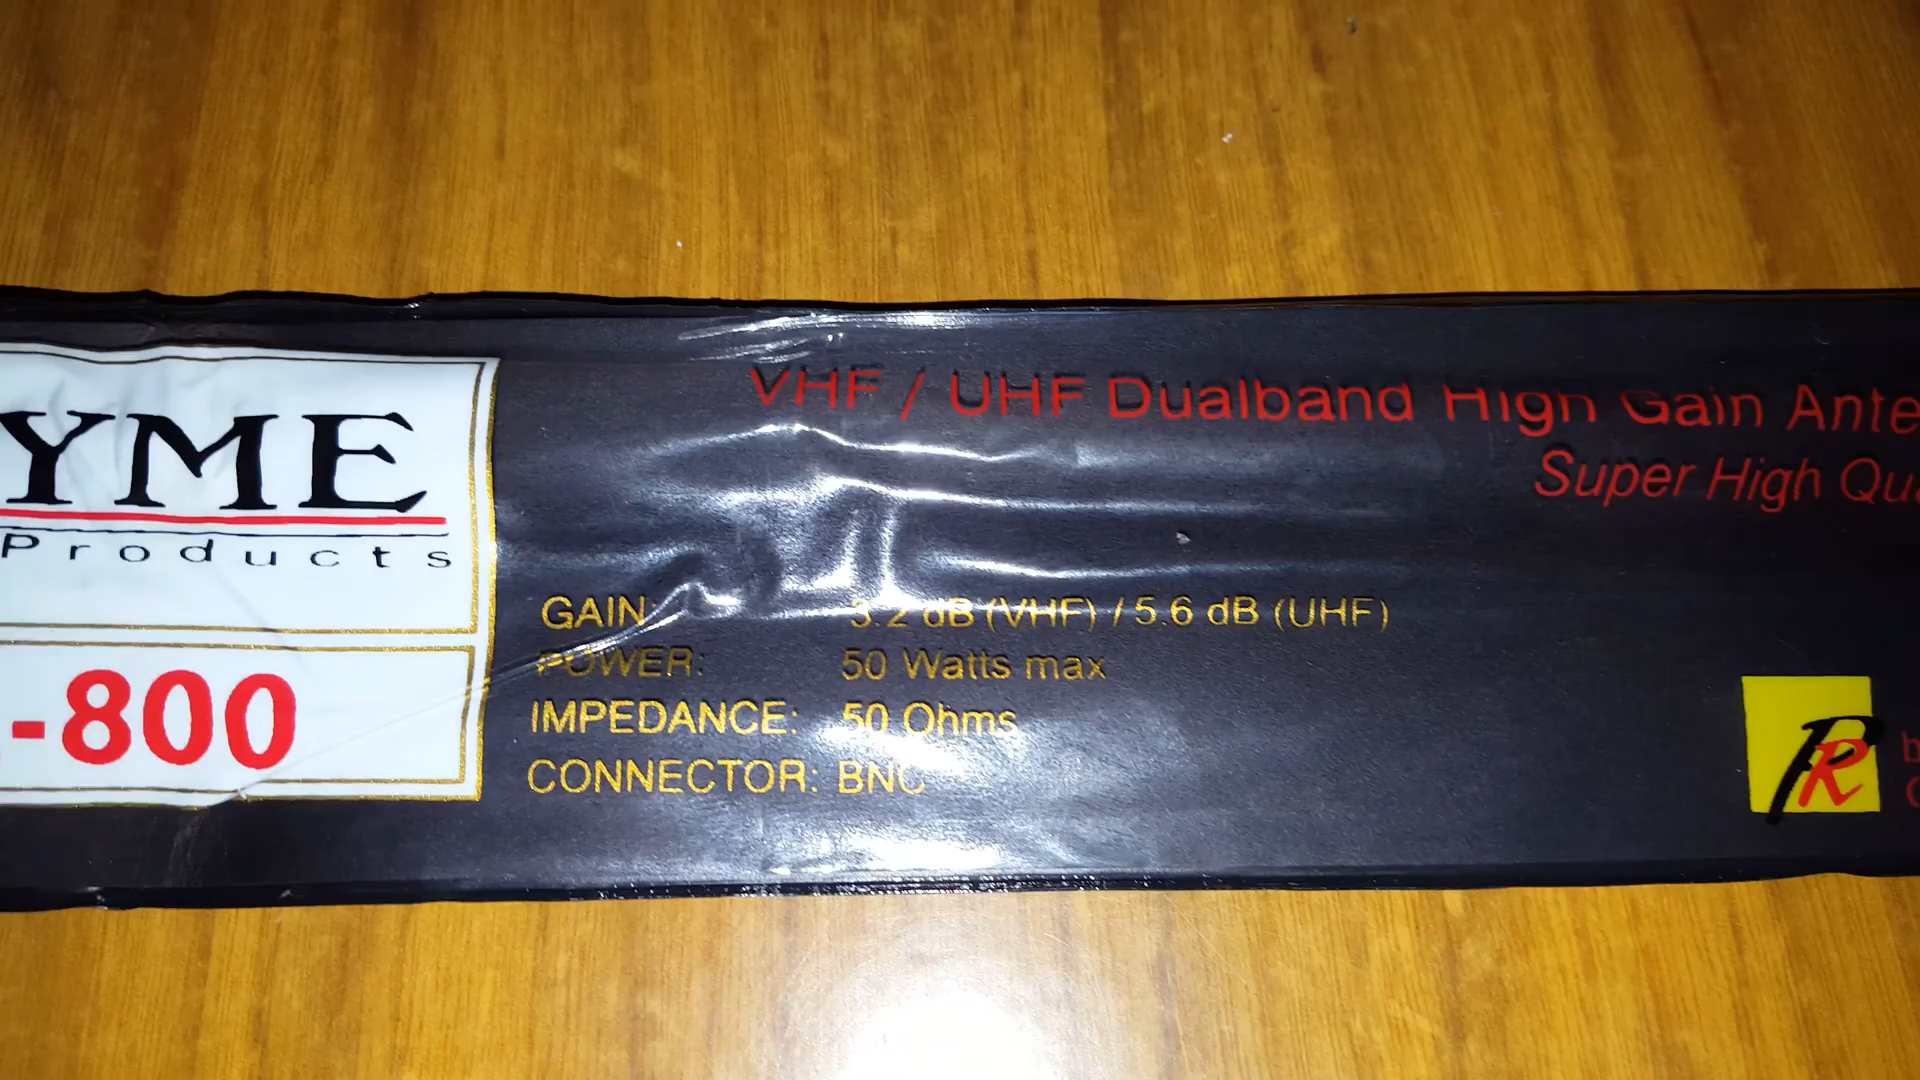 YME
Products
-800
VHF / UHF Dualband High Gain Ante
Super High Qua
GAIN: 3.2 dB (VHF) / 5.6 dB (UHF)
POWER: 50 Watts max
IMPEDANCE: 50 Ohms
CONNECTOR: BNC
R